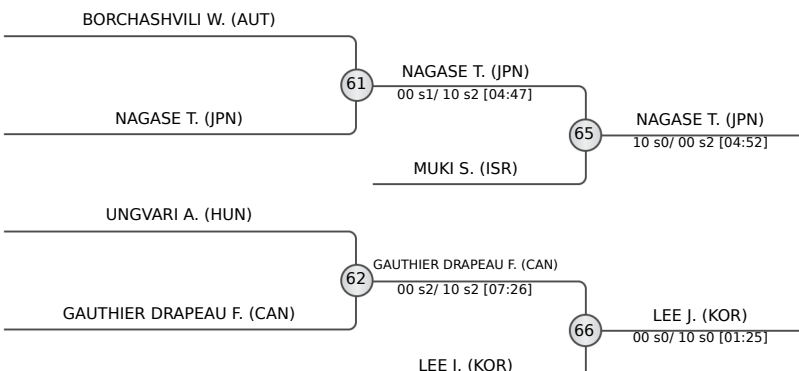 BORCHASHVILI W. (AUT)
61
NAGASE T. (JPN)
00 s1/ 10 s2 [04:47]
NAGASE T. (JPN)
65
NAGASE T. (JPN)
10 s0/ 00 s2 [04:52]
MUKI S. (ISR)
UNGVARI A. (HUN)
62
GAUTHIER DRAPEAU F. (CAN)
00 s2/ 10 s2 [07:26]
GAUTHIER DRAPEAU F. (CAN)
66
LEE J. (KOR)
00 s0/ 10 s0 [01:25]
LEE J. (KOR)